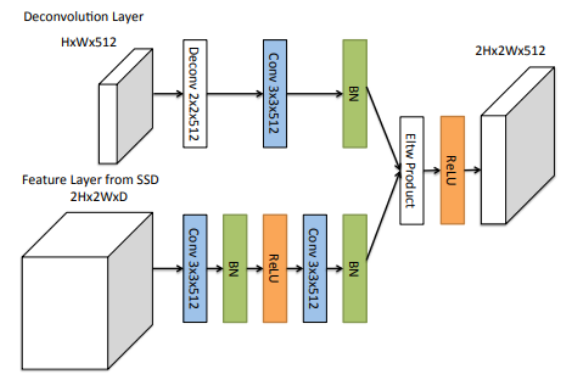 Deconvolution Layer
HxWx512
Deconv 2x2x512
Conv 3x3x512
BN
2Hx2Wx512
Eltw Product
ReLU
Feature Layer from SSD
2Hx2WxD
Conv 3x3x512
BN
ReLU
Conv 3x3x512
BN